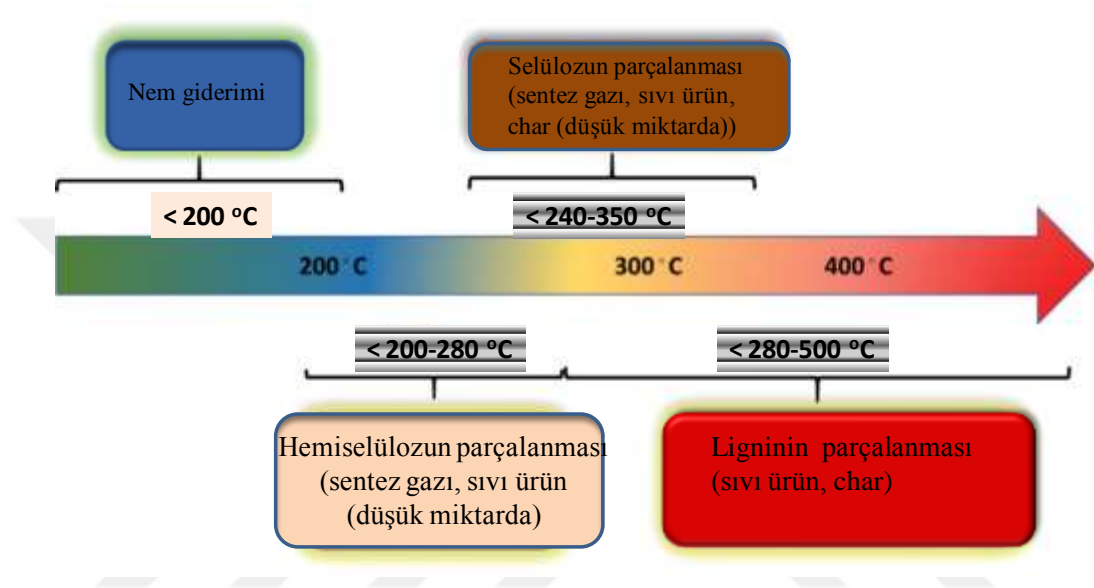 Nem giderimi
Selülozun parçalanması
(sentez gazı, sıvı ürün,
char (düşük miktarda))
< 200 °C
< 240-350 °C
200°C
300°C
400°C
< 200-280 °C
< 280-500 °C
Hemiselülozun parçalanması
(sentez gazı, sıvı ürün
(düşük miktarda)
Ligninin parçalanması
(sıvı ürün, char)